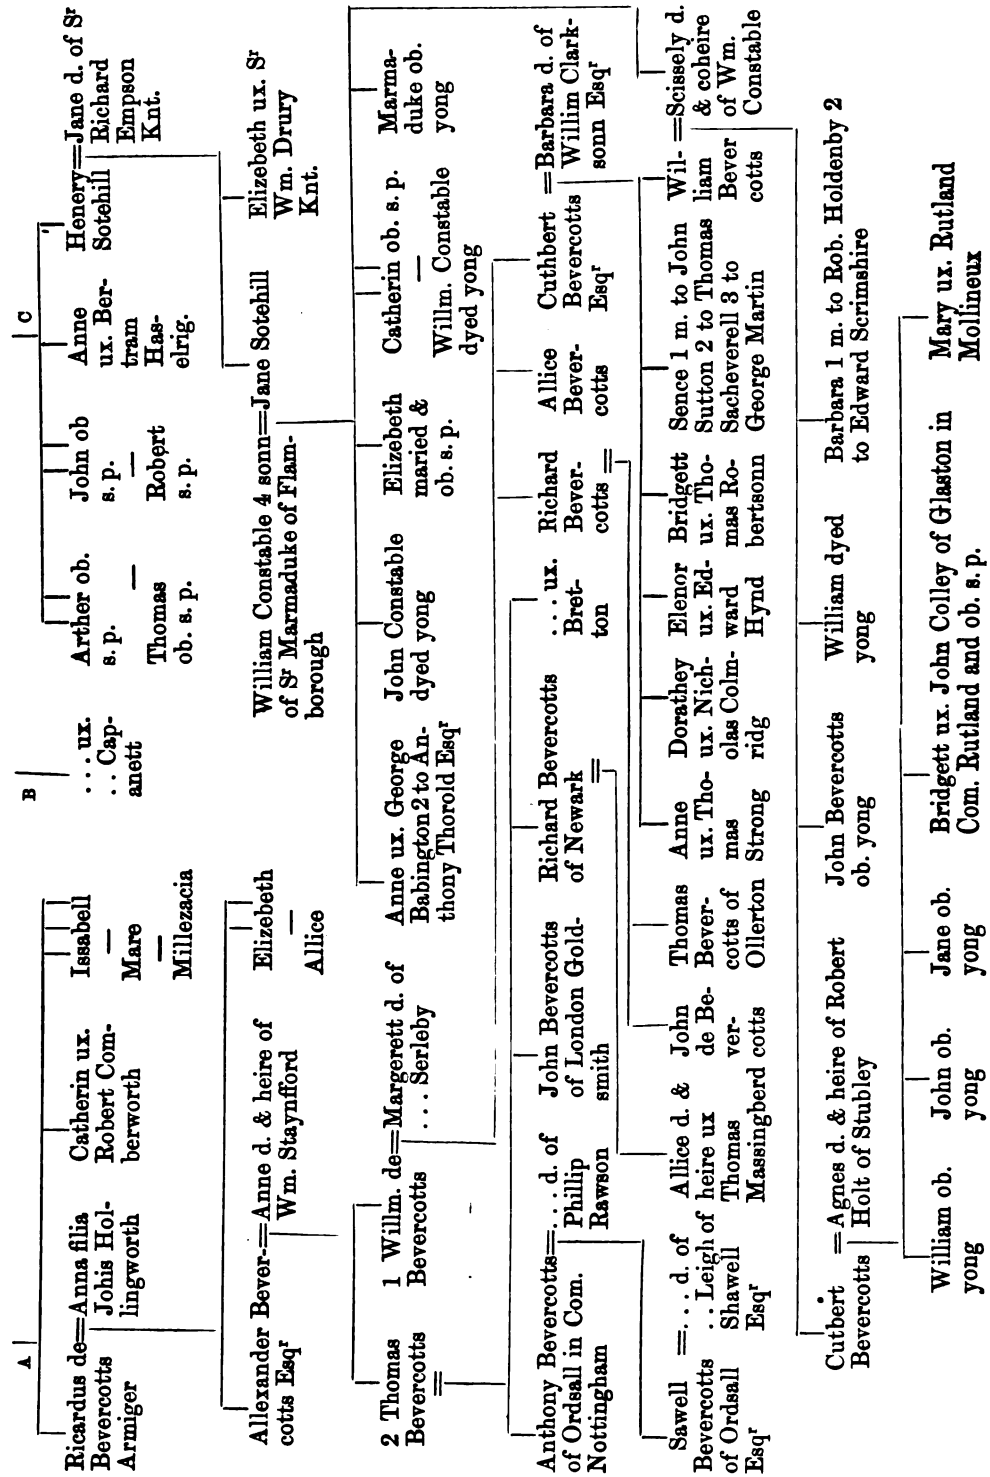 A
B
C
Ricardus de=Anna filia
Bevercotts Johis Hol-
Armiger lingworth
Catherin ux.
Robert Com-
berworth
Issabell
—
Mare
—
Millezacia
...ux.
..Cap-
anett
Arther ob.
s. p.
—
Thomas
ob. s. p.
John ob
s. p.
—
Robert
s. p.
Anne
ux. Ber-
tram
Has-
elrig.
Henery=Jane d. of Sr
Sotehill Richard
Empson
Knt.
Allexander Bever-=Anne d. & heire of
cotts Esqr Wm. Staynfford
Elizebeth
—
Alice
William Constable 4 sonn=Jane Sotehill
of Sr Marmaduke of Flam-
borough
Elizebeth ux. Sr
Wm. Drury
Knt.
2 Thomas
Bevercotts
=
1 Willm. de=Margerett d. of
Bevercotts ... Serleby
Anne ux. George
Babington 2 to An-
thony Thorold Esqr
John Constable
dyed yong
Elizebeth
maried &
ob. s. p.
Catherin ob. s. p.
—
Willm. Constable
dyed yong
Marma-
duke ob.
yong
Anthony Bevercotts=... d. of
of Ordsall in Com. Phillip
Nottingham Rawson
John Bevercotts
of London Gold-
smith
Richard Bevercotts
of Newark =
...ux.
Bret-
ton
Richard
Bever-
cotts =
Allice
Bever-
cotts
Cuthbert =Barbara d. of
Bevercotts Willim Clark-
Esqr sonn Esqr
Sawell =... d. of
Bevercotts ..Leigh of
of Ordsall Shawell
Esqr Esqr
Alice d. &
heire ux
Thomas
Massingberd
John
de Be-
ver-
cotts
Thomas
Bever-
cotts of
Ollerton
Anne
ux. Tho-
mas
Strong
Dorathey
ux. Nich-
olas Colm-
ridg
Elenor
ux. Ed-
ward
Hynd
Bridgett
ux. Tho-
mas Ro-
bertsonn
Sence 1 m. to John
Sutton 2 to Thomas
Sacheverell 3 to
George Martin
Wil- =Scissely d.
liam & coheire
Bever of Wm.
cotts Constable
Cutbert =Agnes d. & heire of Robert
Bevercotts Holt of Stubley
John Bevercotts
ob. yong
William dyed
yong
Barbara 1 m. to Rob. Holdenby 2
to Edward Scrimshire
William ob.
yong
John ob.
yong
Jane ob.
yong
Bridgett ux. John Colley of Glaston in
Com. Rutland and ob. s. p.
Mary ux. Rutland
Mollineux